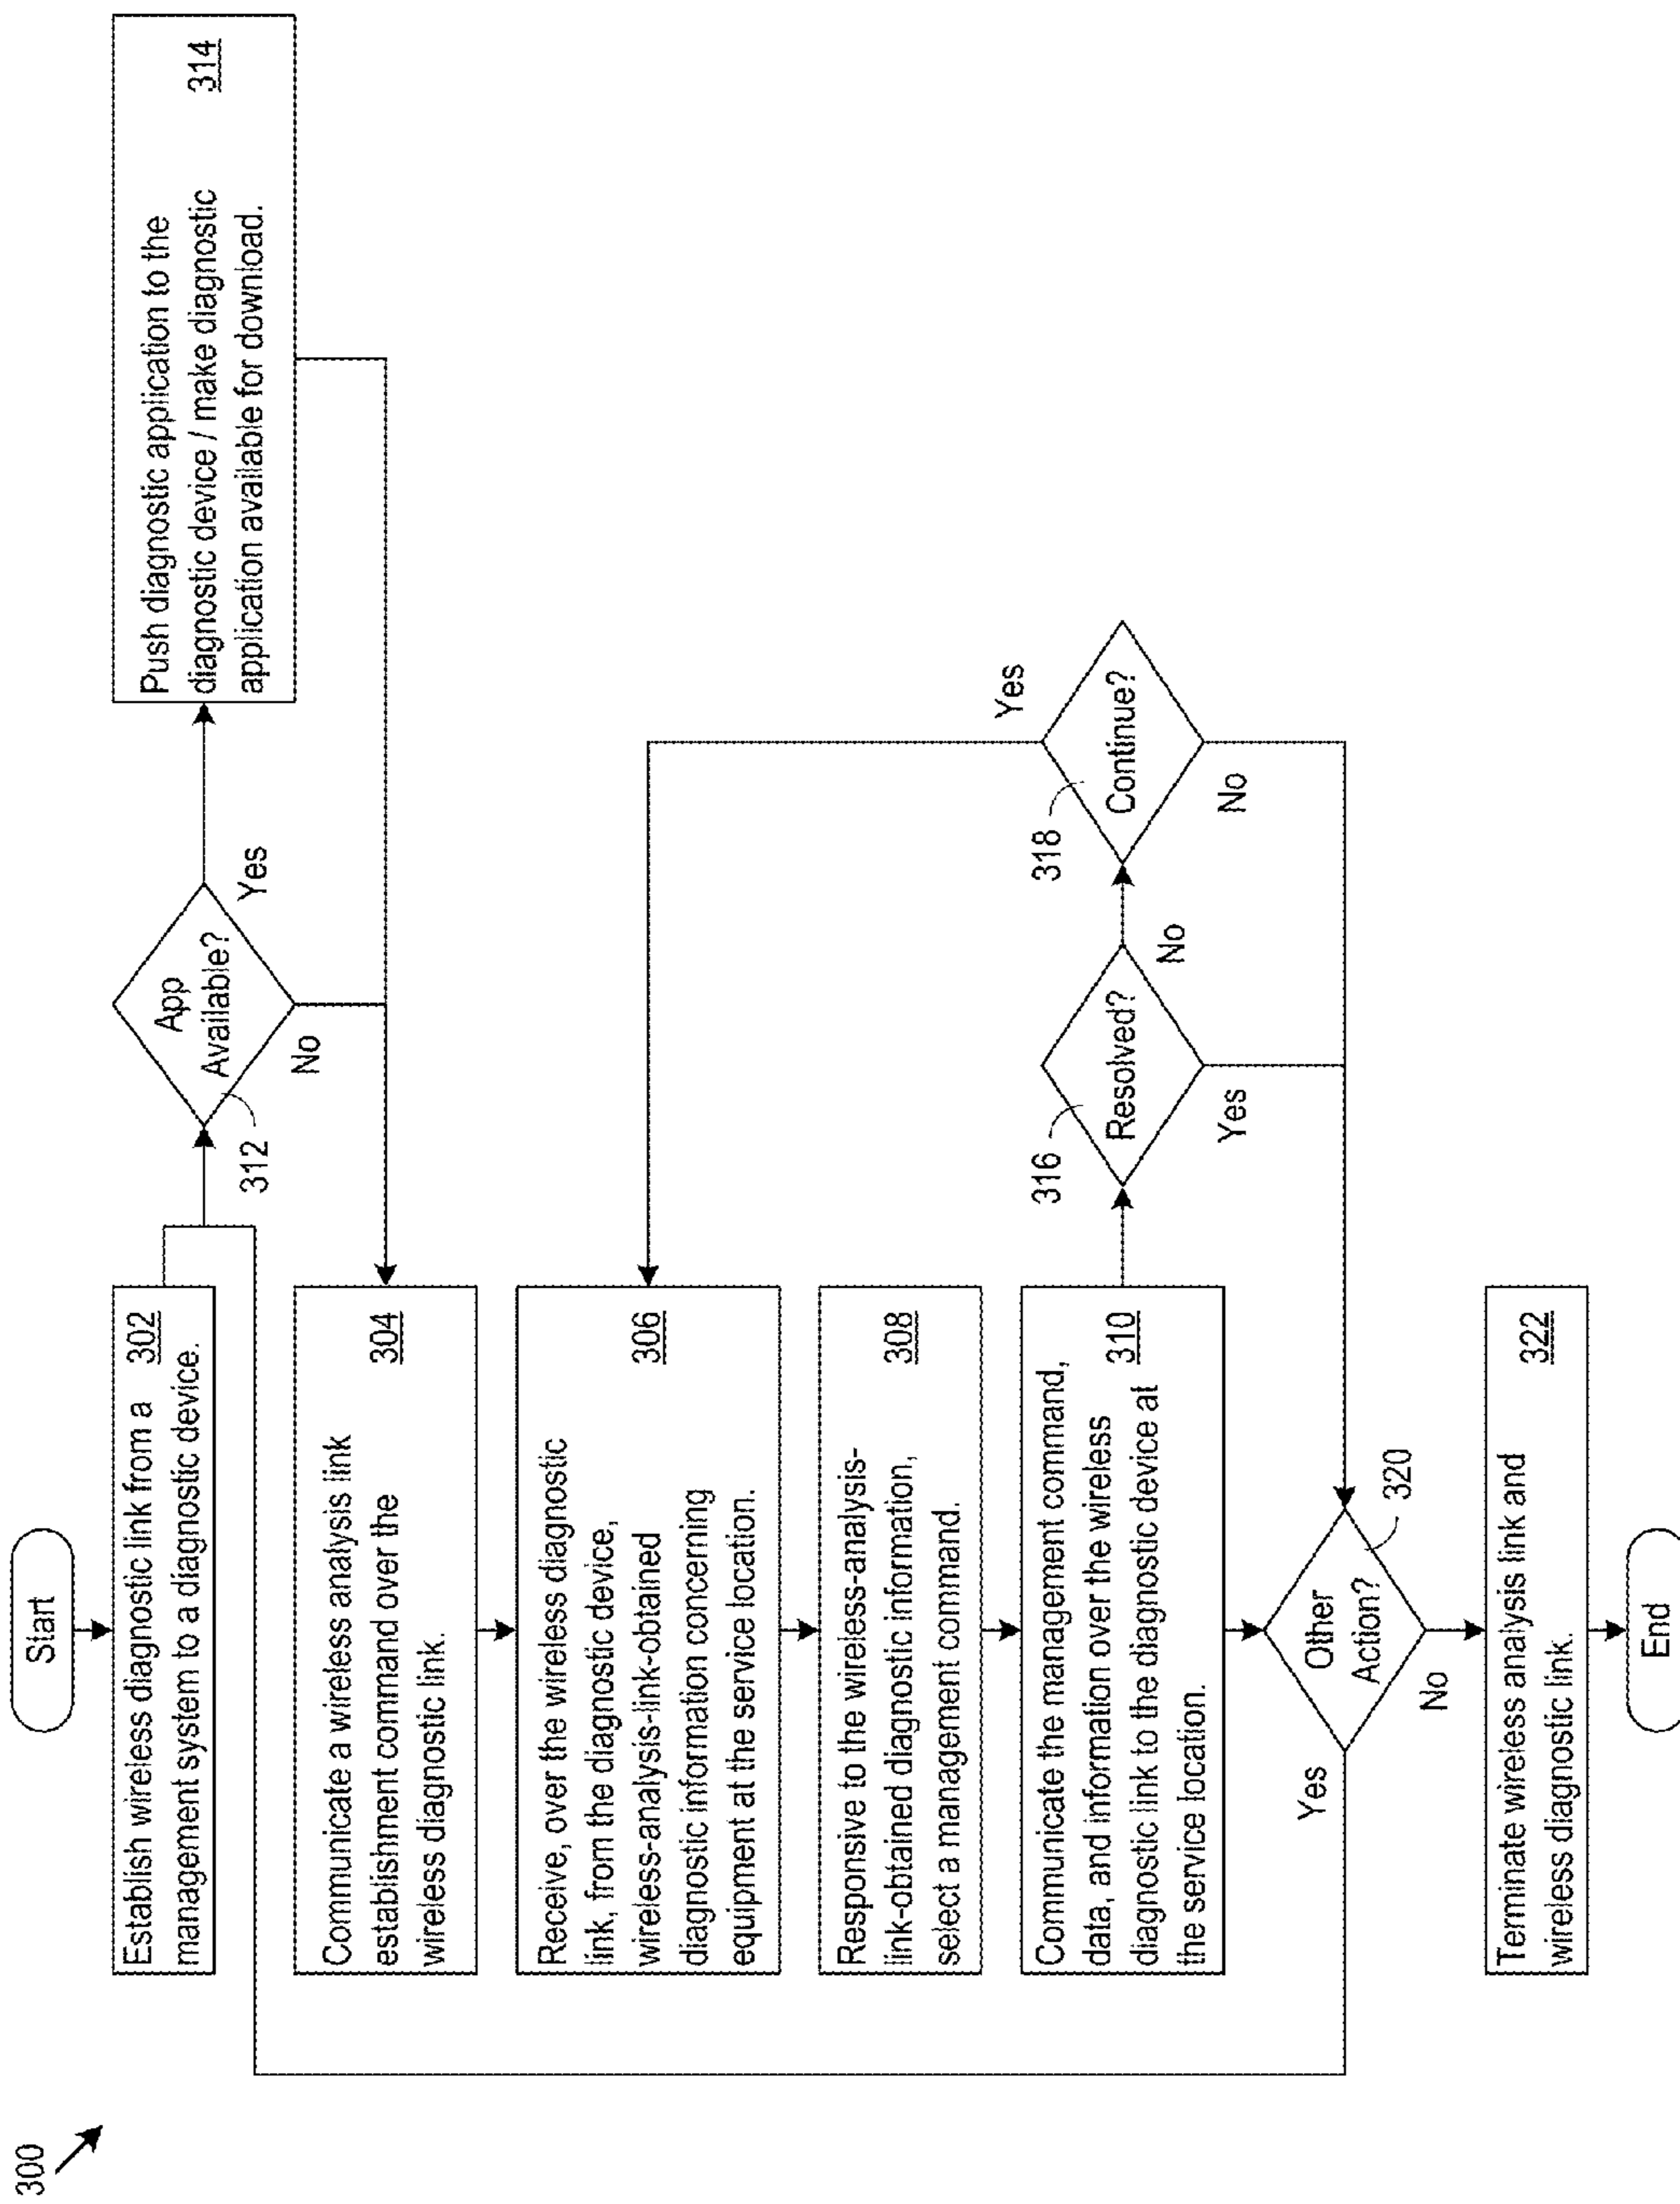 300
Start
Establish wireless diagnostic link from a 302
management system to a diagnostic device.
312
App
Available?
Yes
No
Push diagnostic application to the 314
diagnostic device / make diagnostic
application available for download.
Communicate a wireless analysis link
establishment command over the 304
wireless diagnostic link.
Receive, over the wireless diagnostic
link, from the diagnostic device,
wireless-analysis-link-obtained 306
diagnostic information concerning
equipment at the service location.
Responsive to the wireless-analysis-
link-obtained diagnostic information, 308
select a management command.
Communicate the management command,
data, and information over the wireless 310
diagnostic link to the diagnostic device at
the service location.
316
Resolved?
No
Yes
318
Continue?
Yes
No
Other
Action?
320
Yes
No
Terminate wireless analysis link and 322
wireless diagnostic link.
End